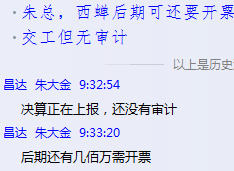 · 朱总，西蝉后期可还要开票
· 交工但无审计
以上是历史
昌达 朱大金 9:32:54
决算正在上报，还没有审计
昌达 朱大金 9:33:20
后期还有几佰万需开票